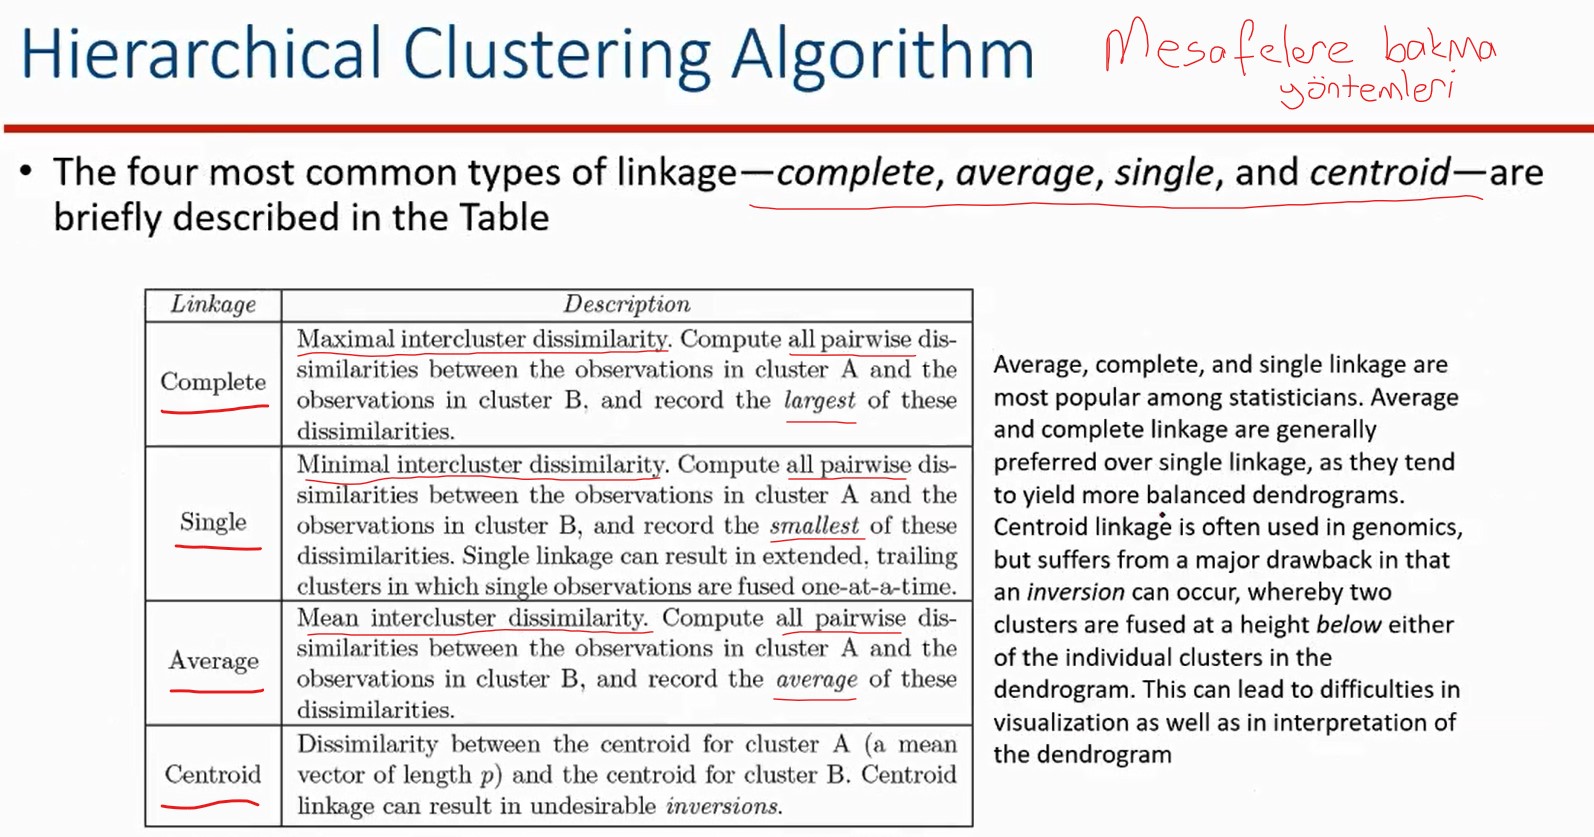 Hierarchical Clustering Algorithm
Mesafelere bakma
yöntemleri
• The four most common types of linkage—complete, average, single, and centroid—are
briefly described in the Table
Linkage Description
Complete
Maximal intercluster dissimilarity. Compute all pairwise dis-
similarities between the observations in cluster A and the
observations in cluster B, and record the largest of these
dissimilarities.
Single
Minimal intercluster dissimilarity. Compute all pairwise dis-
similarities between the observations in cluster A and the
observations in cluster B, and record the smallest of these
dissimilarities. Single linkage can result in extended, trailing
clusters in which single observations are fused one-at-a-time.
Average
Mean intercluster dissimilarity. Compute all pairwise dis-
similarities between the observations in cluster A and the
observations in cluster B, and record the average of these
dissimilarities.
Centroid
Dissimilarity between the centroid for cluster A (a mean
vector of length p) and the centroid for cluster B. Centroid
linkage can result in undesirable inversions.
Average, complete, and single linkage are
most popular among statisticians. Average
and complete linkage are generally
preferred over single linkage, as they tend
to yield more balanced dendrograms.
Centroid linkage is often used in genomics,
but suffers from a major drawback in that
an inversion can occur, whereby two
clusters are fused at a height below either
of the individual clusters in the
dendrogram. This can lead to difficulties in
visualization as well as in interpretation of
the dendrogram